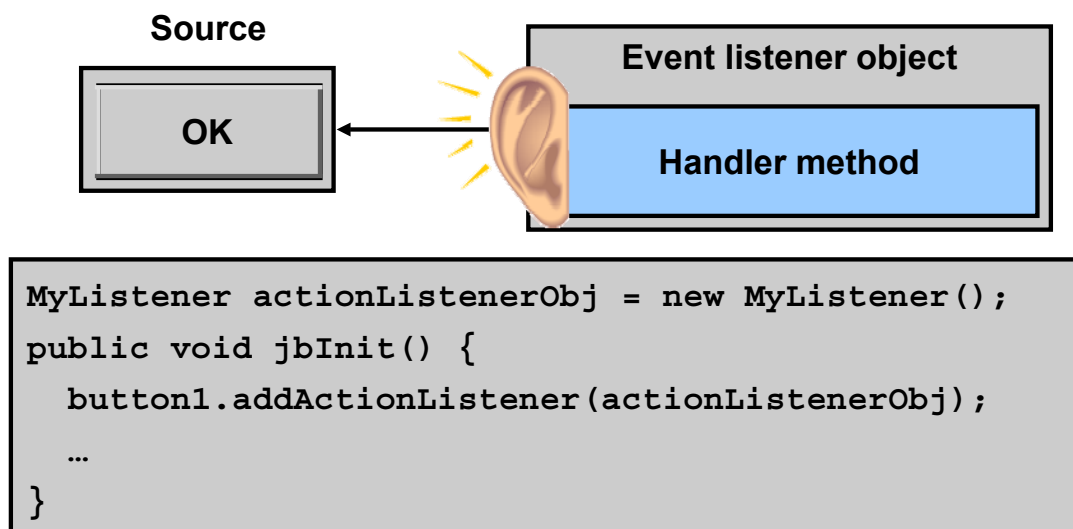 Source
Event listener object
OK
Handler method
MyListener actionListenerObj = new MyListener();
public void jbInit() {
  button1.addActionListener(actionListenerObj);
  …
}